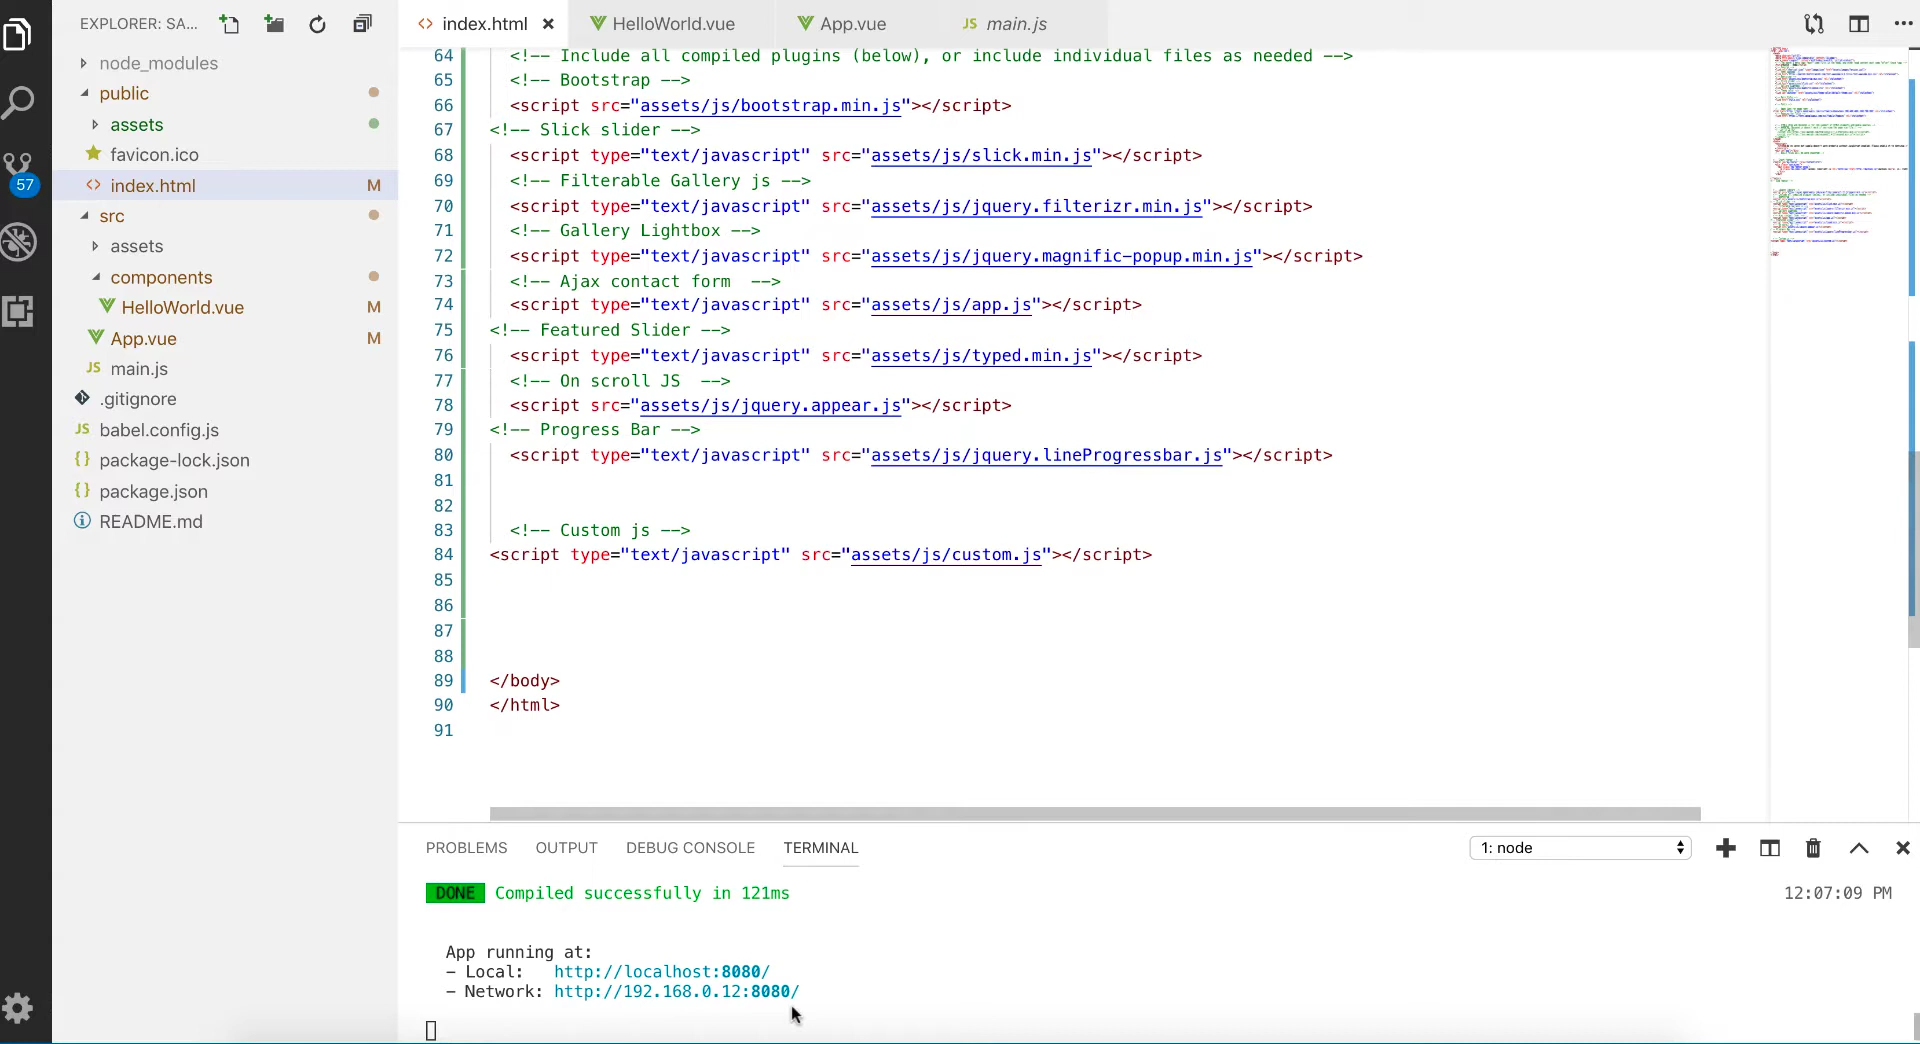 EXPLORER: SA...
node_modules
public
assets
favicon.ico
index.html M
src
assets
components
HelloWorld.vue M
App.vue M
JS main.js
.gitignore
JS babel.config.js
{} package-lock.json
{} package.json
README.md
57
<> index.html ×
HelloWorld.vue
App.vue
JS main.js
64 <!-- Include all compiled plugins (below), or include individual files as needed -->
65 <!-- Bootstrap -->
66 <script src="assets/js/bootstrap.min.js"></script>
67 <!-- Slick slider -->
68 <script type="text/javascript" src="assets/js/slick.min.js"></script>
69 <!-- Filterable Gallery js -->
70 <script type="text/javascript" src="assets/js/jquery.filterizr.min.js"></script>
71 <!-- Gallery Lightbox -->
72 <script type="text/javascript" src="assets/js/jquery.magnific-popup.min.js"></script>
73 <!-- Ajax contact form  -->
74 <script type="text/javascript" src="assets/js/app.js"></script>
75 <!-- Featured Slider -->
76 <script type="text/javascript" src="assets/js/typed.min.js"></script>
77 <!-- On scroll JS  -->
78 <script src="assets/js/jquery.appear.js"></script>
79 <!-- Progress Bar -->
80 <script type="text/javascript" src="assets/js/jquery.lineProgressbar.js"></script>
81
82
83 <!-- Custom js -->
84 <script type="text/javascript" src="assets/js/custom.js"></script>
85
86
87
88
89 </body>
90 </html>
91
PROBLEMS OUTPUT DEBUG CONSOLE TERMINAL
1: node
DONE Compiled successfully in 121ms 12:07:09 PM
App running at:
- Local: http://localhost:8080/
- Network: http://192.168.0.12:8080/